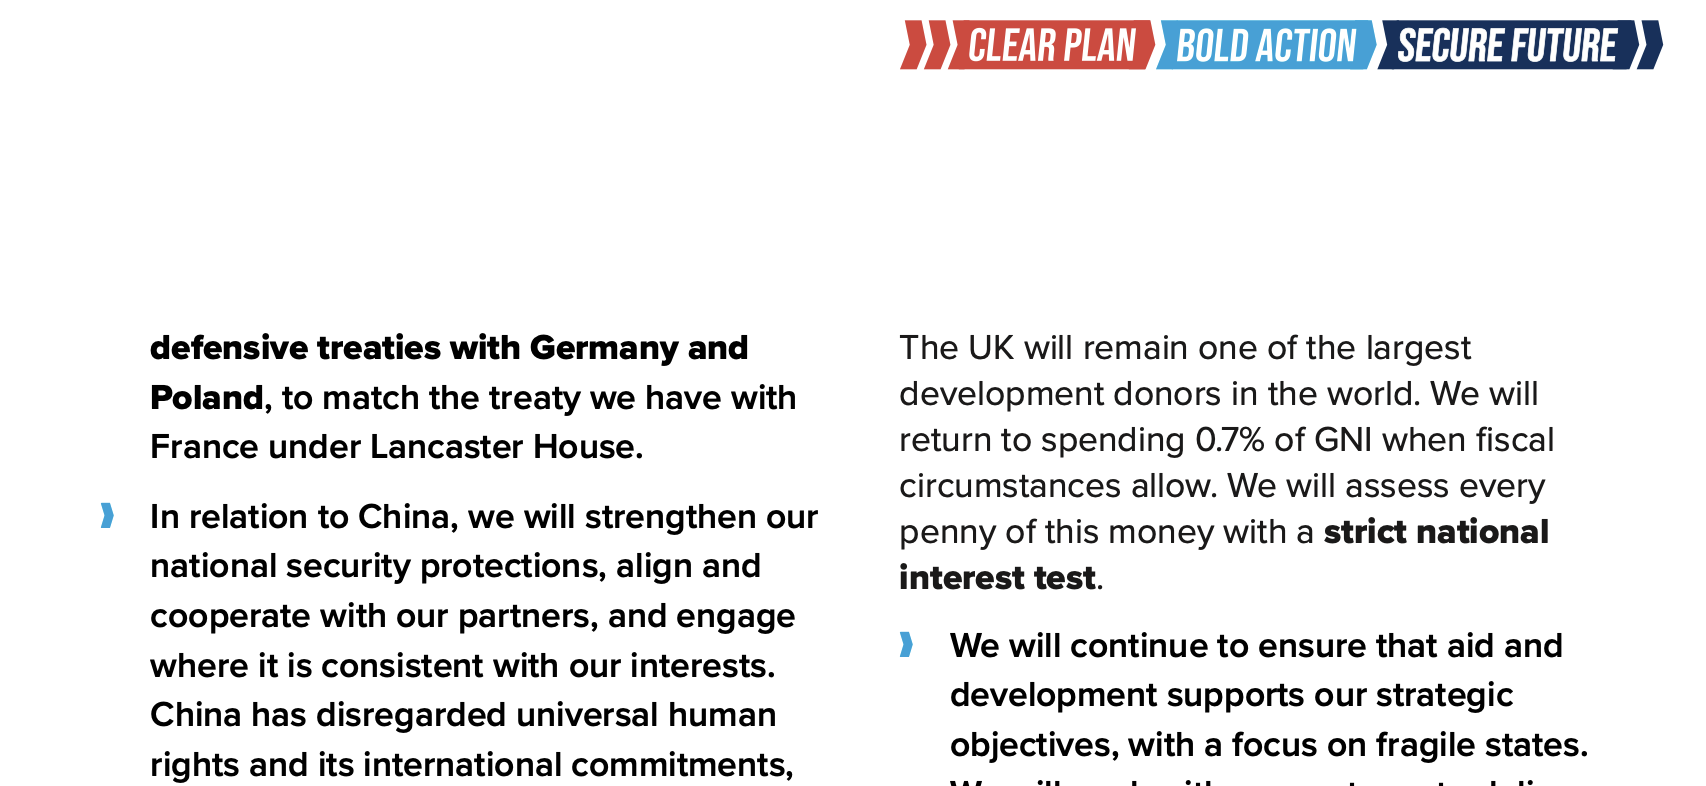 CLEAR PLAN BOLD ACTION SECURE FUTURE
defensive treaties with Germany and
Poland, to match the treaty we have with
France under Lancaster House.
In relation to China, we will strengthen our
national security protections, align and
cooperate with our partners, and engage
where it is consistent with our interests.
China has disregarded universal human
rights and its international commitments,
The UK will remain one of the largest
development donors in the world. We will
return to spending 0.7% of GNI when fiscal
circumstances allow. We will assess every
penny of this money with a strict national
interest test.
We will continue to ensure that aid and
development supports our strategic
objectives, with a focus on fragile states.